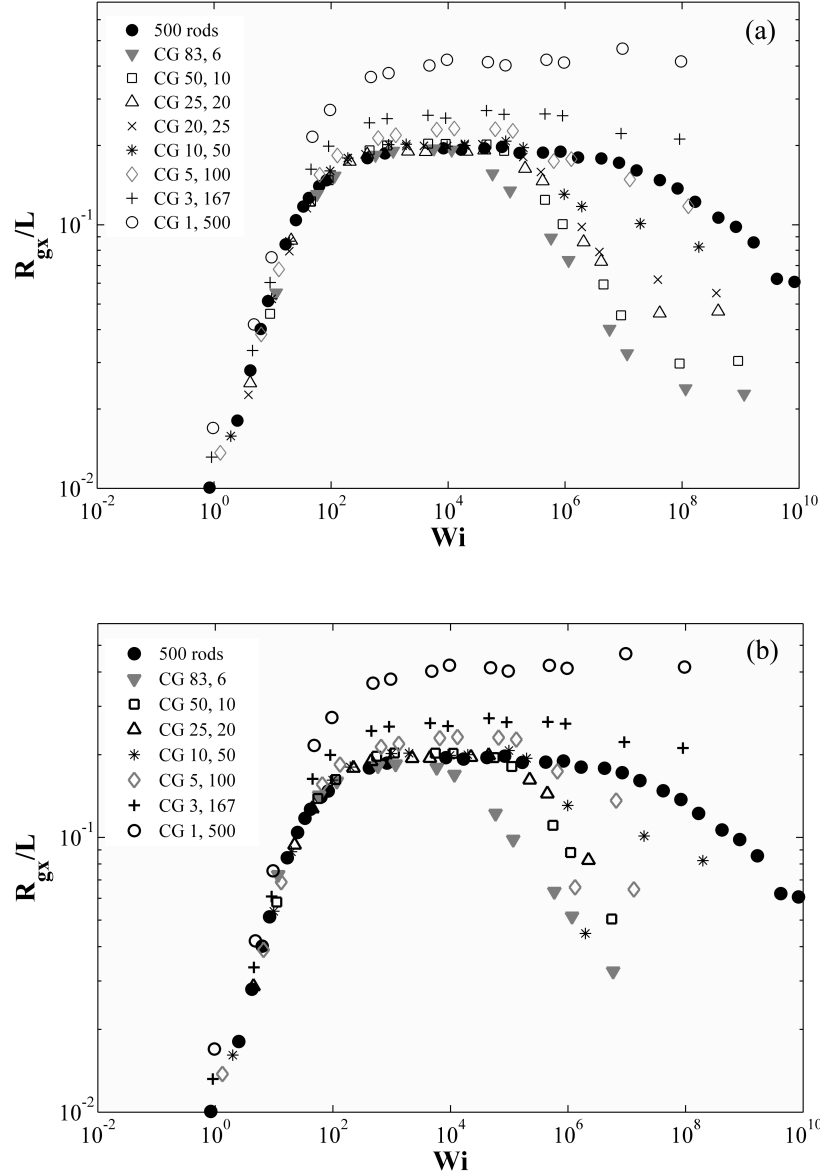 (a)
500 rods
CG 83, 6
CG 50, 10
CG 25, 20
CG 20, 25
CG 10, 50
CG 5, 100
CG 3, 167
CG 1, 500
R_gx/L
10^-1
10^-2
10^-2 10^0 10^2 10^4 10^6 10^8 10^10
Wi
(b)
500 rods
CG 83, 6
CG 50, 10
CG 25, 20
CG 10, 50
CG 5, 100
CG 3, 167
CG 1, 500
R_gx/L
10^-1
10^-2
10^-2 10^0 10^2 10^4 10^6 10^8 10^10
Wi